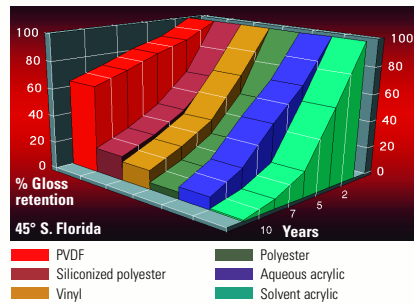 100
80
60
40
20
0
100
80
60
40
20
0
2
5
7
10
Years
% Gloss
retention
45° S. Florida
PVDF
Siliconized polyester
Vinyl
Polyester
Aqueous acrylic
Solvent acrylic